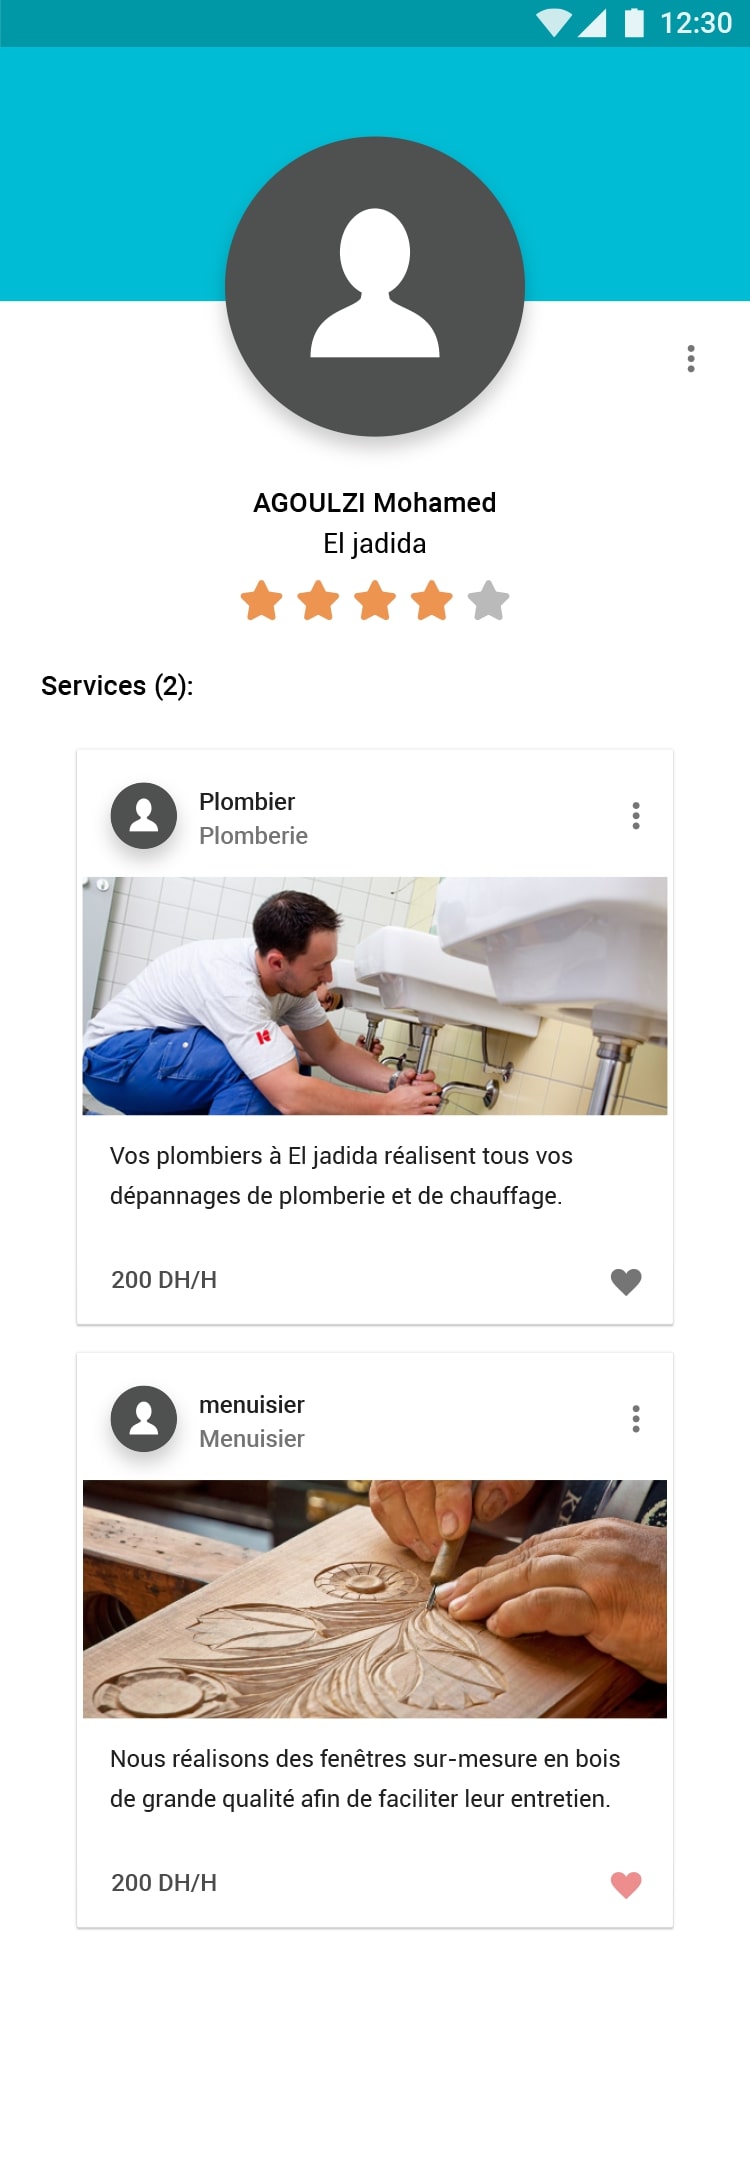 12:30
AGOULZI Mohamed
El jadida
Services (2):
Plombier
Plomberie
Vos plombiers à El jadida réalisent tous vos
dépannages de plomberie et de chauffage.
200 DH/H
menuisier
Menuisier
Nous réalisons des fenêtres sur-mesure en bois
de grande qualité afin de faciliter leur entretien.
200 DH/H